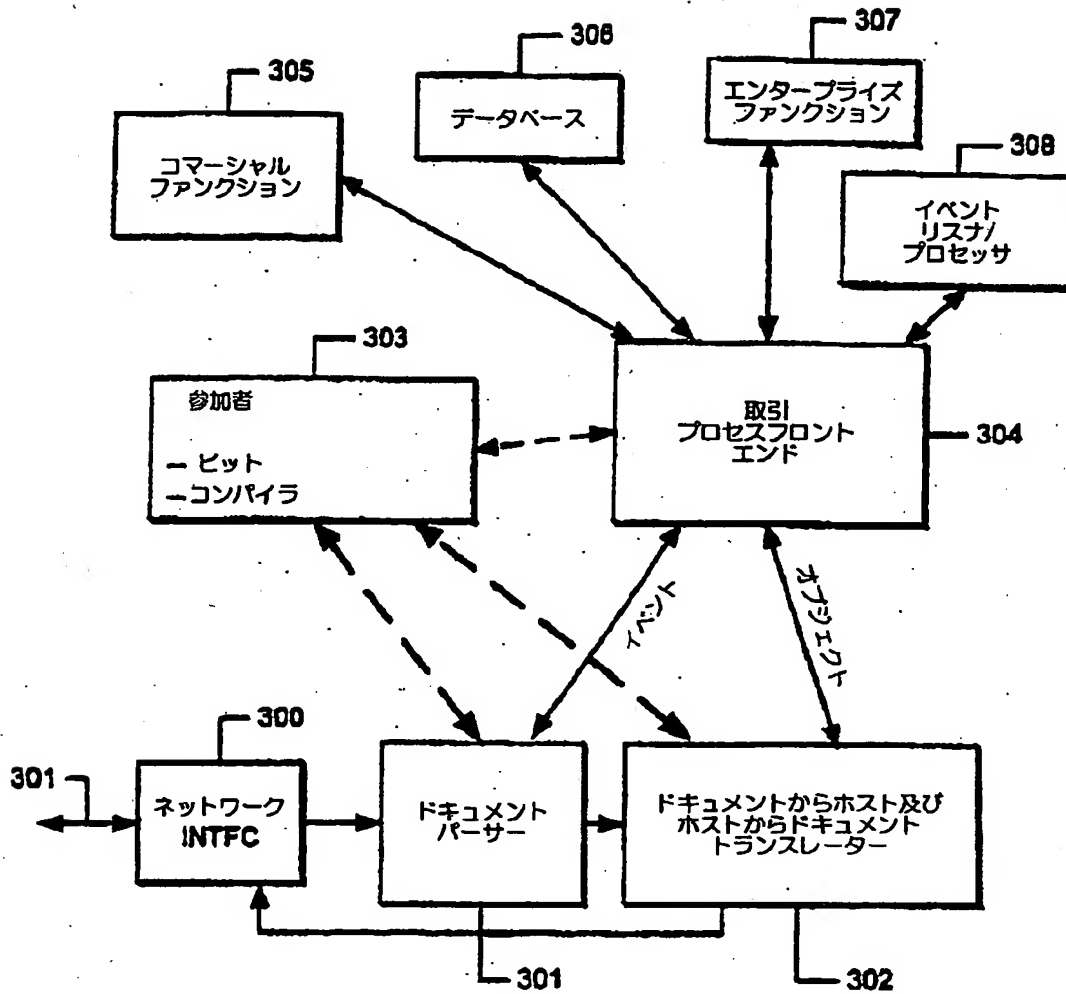 305
コマーシャル
ファンクション
306
データベース
307
エンタープライズ
ファンクション
308
イベント
リスナ/
プロセッサ
303
参加者
– ビット
–コンパイラ
取引
プロセスフロント
エンド
304
イベント
オブジェクト
301
300
ネットワーク
INTFC
ドキュメント
パーサー
301
ドキュメントからホスト及び
ホストからドキュメント
トランスレーター
302